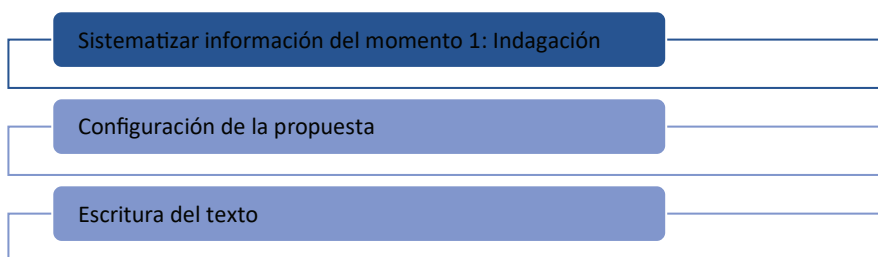 Sistematizar información del momento 1: Indagación
Configuración de la propuesta
Escritura del texto